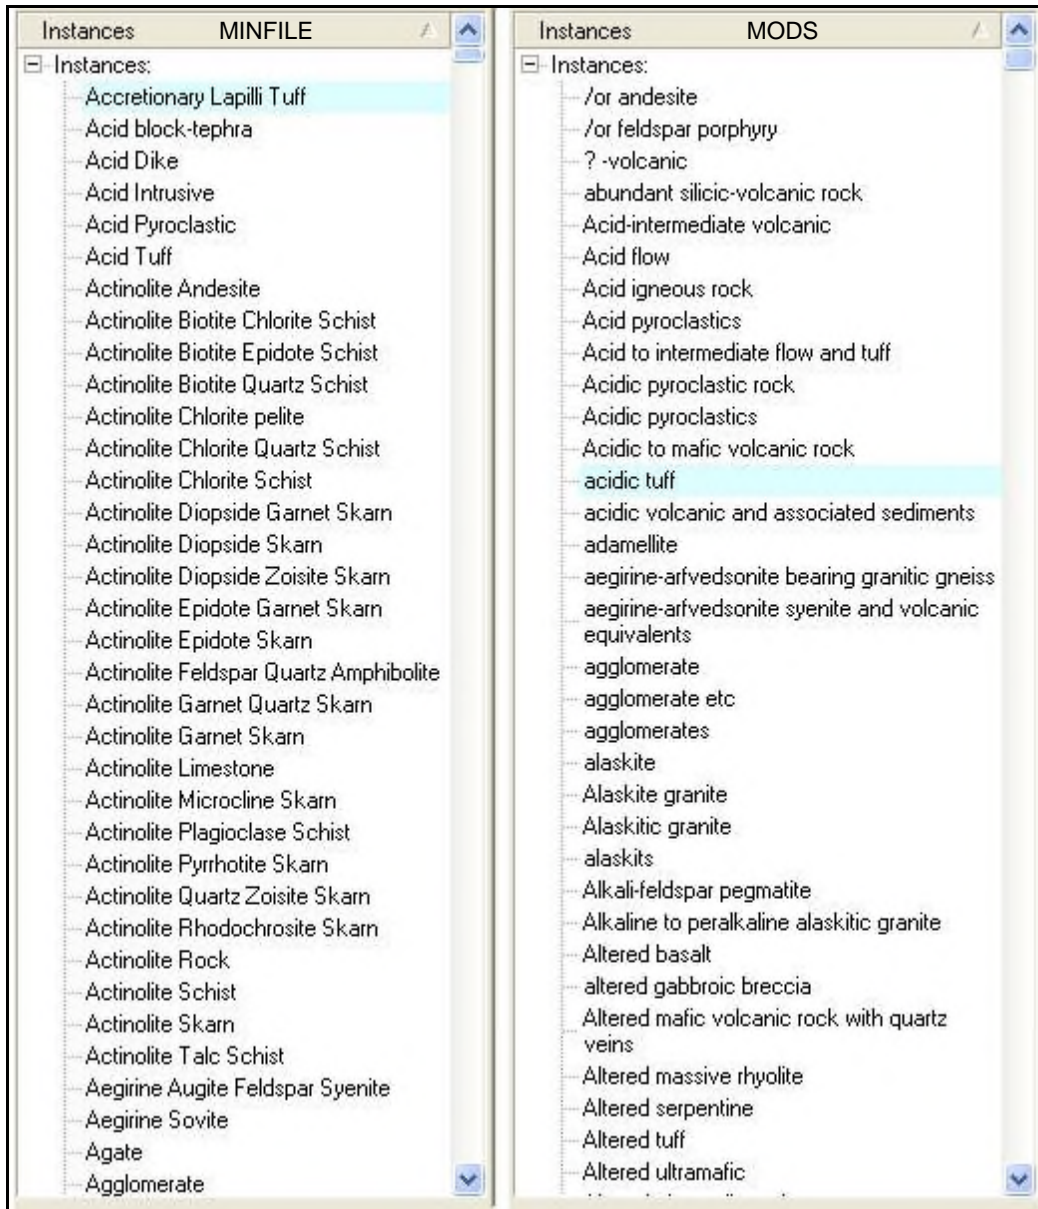 Instances MINFILE
Instances:
Accretionary Lapilli Tuff
Acid block-tephra
Acid Dike
Acid Intrusive
Acid Pyroclastic
Acid Tuff
Actinolite Andesite
Actinolite Biotite Chlorite Schist
Actinolite Biotite Epidote Schist
Actinolite Biotite Quartz Schist
Actinolite Chlorite pelite
Actinolite Chlorite Quartz Schist
Actinolite Chlorite Schist
Actinolite Diopside Garnet Skarn
Actinolite Diopside Skarn
Actinolite Diopside Zoisite Skarn
Actinolite Epidote Garnet Skarn
Actinolite Epidote Skarn
Actinolite Feldspar Quartz Amphibolite
Actinolite Garnet Quartz Skarn
Actinolite Garnet Skarn
Actinolite Limestone
Actinolite Microcline Skarn
Actinolite Plagioclase Schist
Actinolite Pyrrhotite Skarn
Actinolite Quartz Zoisite Skarn
Actinolite Rhodochrosite Skarn
Actinolite Rock
Actinolite Schist
Actinolite Skarn
Actinolite Talc Schist
Aegirine Augite Feldspar Syenite
Aegirine Sovite
Agate
Agglomerate
Instances MODS
Instances:
/or andesite
/or feldspar porphyry
? -volcanic
abundant silicic-volcanic rock
Acid-intermediate volcanic
Acid flow
Acid igneous rock
Acid pyroclastics
Acid to intermediate flow and tuff
Acidic pyroclastic rock
Acidic pyroclastics
Acidic to mafic volcanic rock
acidic tuff
acidic volcanic and associated sediments
adamellite
aegirine-arfvedsonite bearing granitic gneiss
aegirine-arfvedsonite syenite and volcanic
equivalents
agglomerate
agglomerate etc
agglomerates
alaskite
Alaskite granite
Alaskitic granite
alaskits
Alkali-feldspar pegmatite
Alkaline to peralkaline alaskitic granite
Altered basalt
altered gabbroic breccia
Altered mafic volcanic rock with quartz
veins
Altered massive rhyolite
Altered serpentine
Altered tuff
Altered ultramafic